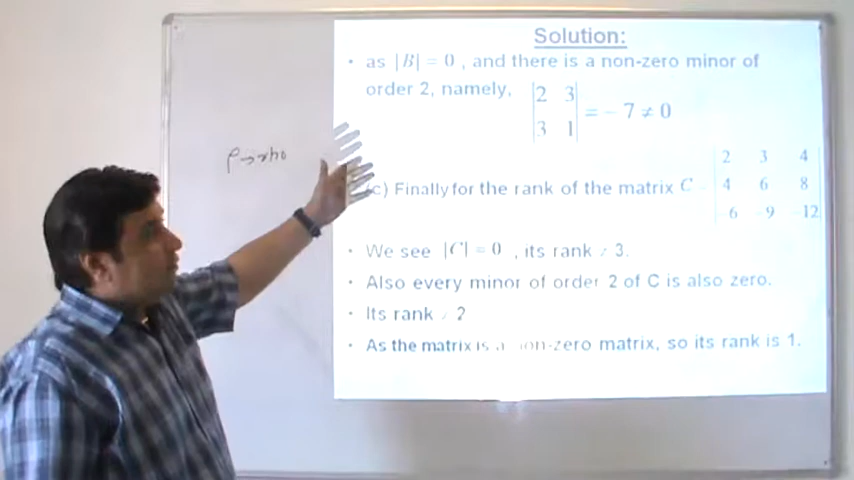 Solution:
• as |B| = 0 , and there is a non-zero minor of
order 2, namely, |2 3| = - 7 ≠ 0
|3 1|
ρ → rho
(c) Finally for the rank of the matrix C =
2 3 4
4 6 8
-6 -9 -12
• We see |C| = 0 , its rank ≠ 3.
• Also every minor of order 2 of C is also zero.
• Its rank ≠ 2
• As the matrix is a non-zero matrix, so its rank is 1.